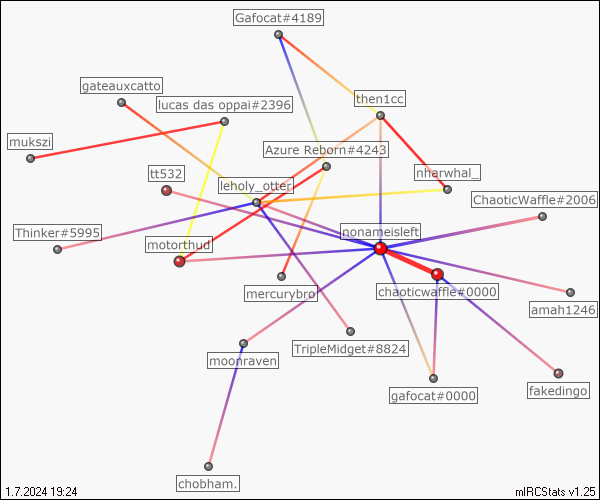 Gafocat#4189
gateauxcatto
lucas das oppai#2396
then1cc
mukszi
Azure Reborn#4243
tt532
nharwhal_
leholy_otter
ChaoticWaffle#2006
Thinker#5995
motorthud
nonameisleft
mercurybro
chaoticwaffle#0000
amah1246
moonraven
TripleMidget#8824
gafocat#0000
fakedingo
chobham.
1.7.2024 19:24
mIRCStats v1.25